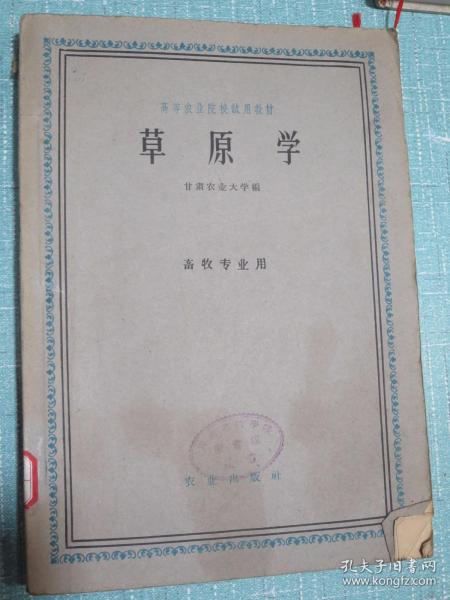 高等农业院校试用教材
草原学
甘肃农业大学编
畜牧专业用
农业出版社
孔夫子旧书网
www.kongfz.com